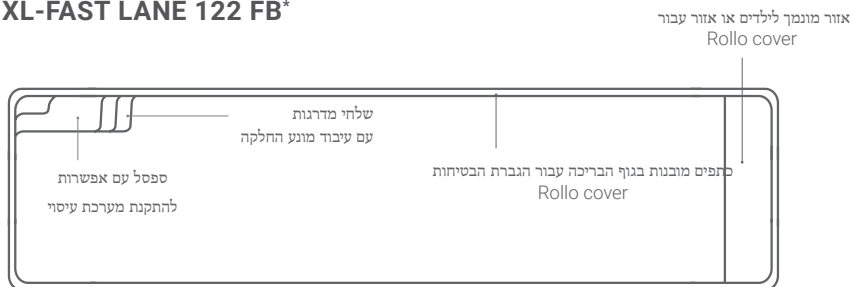 XL-FAST LANE 122 FB*
אזור מונמך לילדים או אזור עבור
Rollo cover
שלחי מדרגות
עם עיבוד מונע החלקה
כתפים מובנות בגוף הבריכה עבור הגברת הבטיחות
Rollo cover
ספסל עם אפשרות
להתקנת מערכת עיסוי